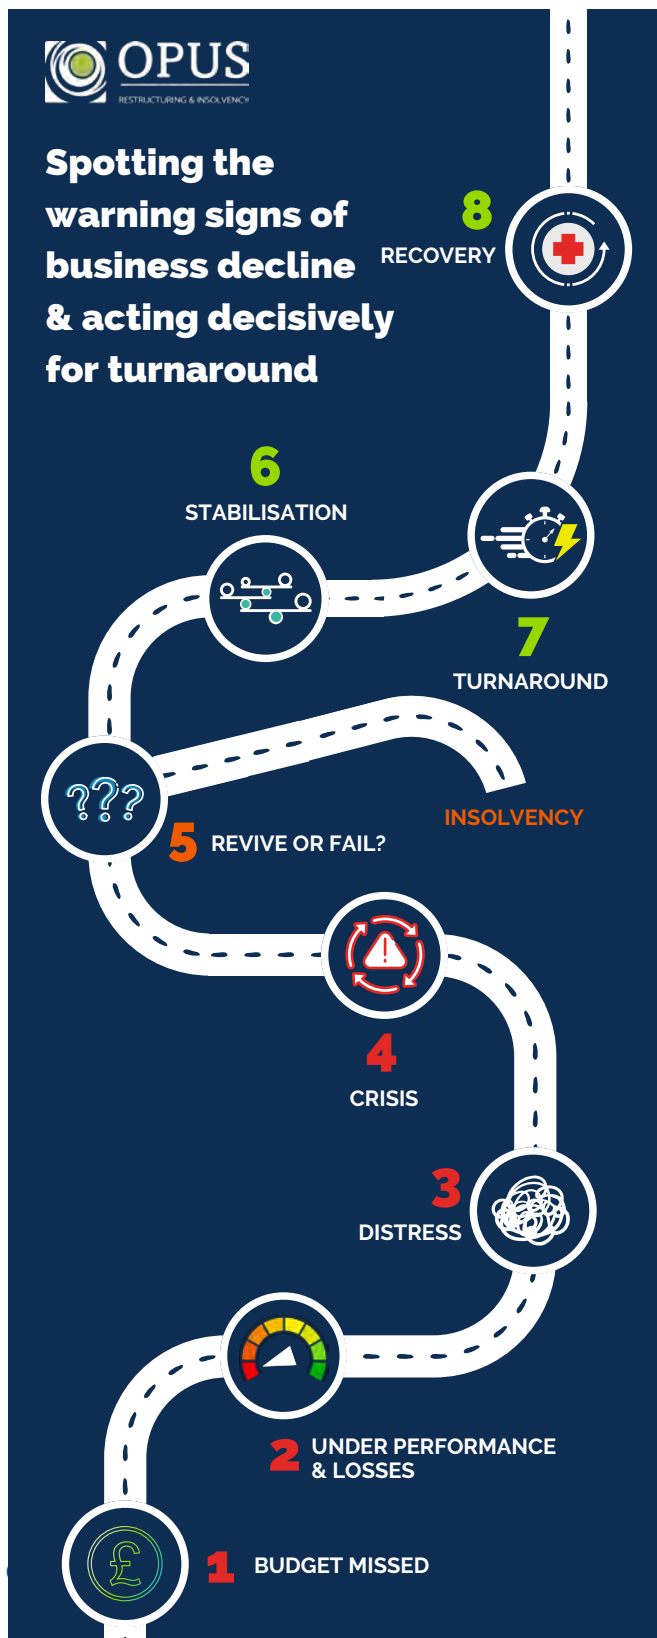 OPUS
RESTRUCTURING & INSOLVENCY
Spotting the
warning signs of
business decline
& acting decisively
for turnaround
8
RECOVERY
6
STABILISATION
7
TURNAROUND
INSOLVENCY
???
5 REVIVE OR FAIL?
!
4
CRISIS
3
DISTRESS
2 UNDER PERFORMANCE
& LOSSES
£
1 BUDGET MISSED